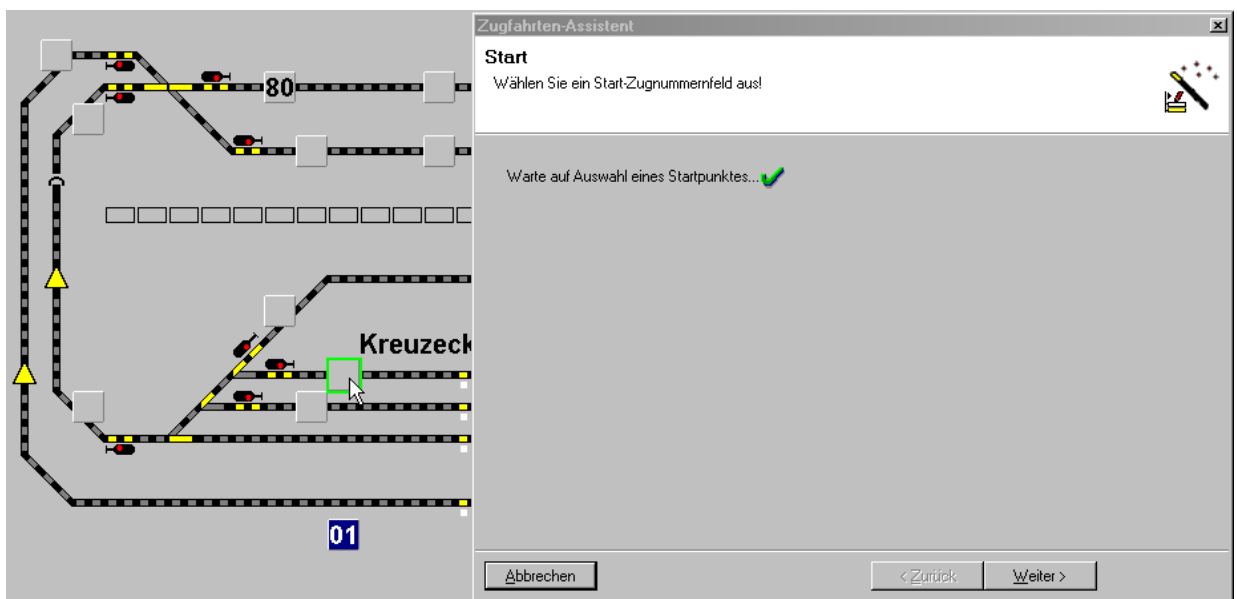 Zugfahrten-Assistent
Start
Wählen Sie ein Start-Zugnummernfeld aus!
Warte auf Auswahl eines Startpunktes...
80
Kreuzeck
01
Abbrechen
< Zurück
Weiter >